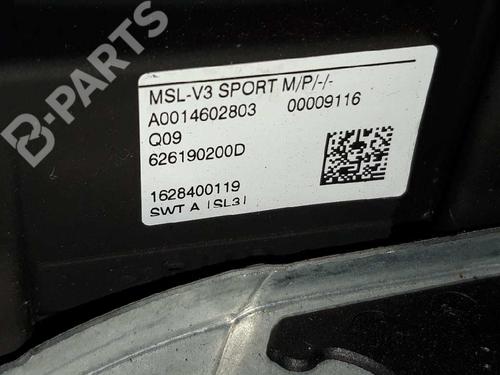 MSL-V3 SPORT M/P/-/-
A0014602803 00009116
Q09
626190200D
1628400119
SWT A |SL3|
B-PARTS